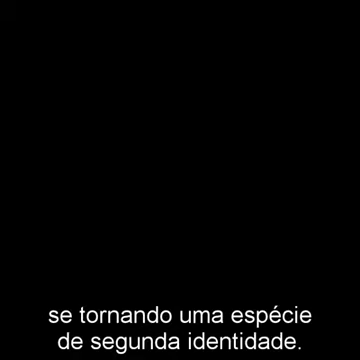 se tornando uma espécie
de segunda identidade.